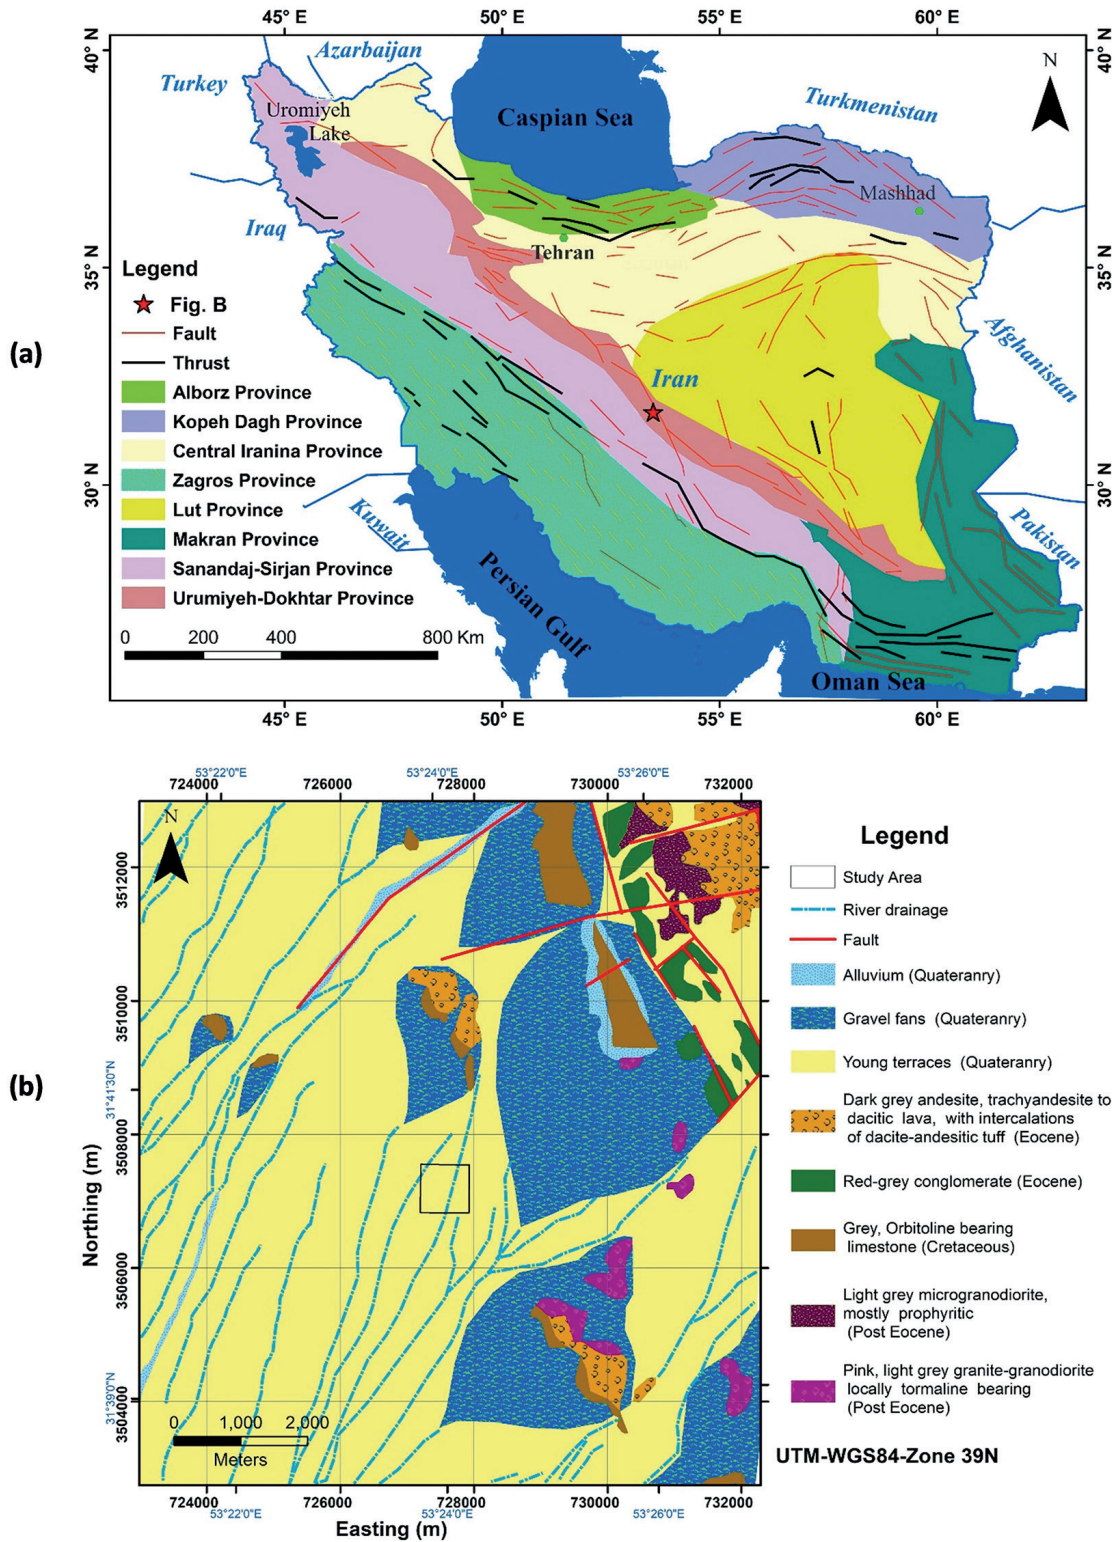 45° E 50° E 55° E 60° E
40° N
40° N
Azarbaijan
Turkey
N
Caspian Sea
Turkmenistan
Uromiyeh
Lake
Mashhad
Iraq
Tehran
35° N
35° N
Legend
Fig. B
Fault
Thrust
Alborz Province
Kopeh Dagh Province
Central Iranina Province
Zagros Province
Lut Province
Makran Province
Sanandaj-Sirjan Province
Urumiyeh-Dokhtar Province
Afghanistan
Iran
(a)
30° N
30° N
Kuwait
Pakistan
Persian Gulf
0 200 400 800 Km
Oman Sea
45° E 50° E 55° E 60° E
53°22'0"E 53°24'0"E 53°26'0"E
724000 726000 728000 730000 732000
N
3512000
3510000
31°41'30"N
3508000
3506000
31°39'0"N
3504000
Northing (m)
(b)
Legend
Study Area
River drainage
Fault
Alluvium (Quateranry)
Gravel fans (Quateranry)
Young terraces (Quateranry)
Dark grey andesite, trachyandesite to
dacitic lava, with intercalations
of dacite-andesitic tuff (Eocene)
Red-grey conglomerate (Eocene)
Grey, Orbitoline bearing
limestone (Cretaceous)
Light grey microgranodiorite,
mostly prophyritic
(Post Eocene)
Pink, light grey granite-granodiorite
locally tormaline bearing
(Post Eocene)
0 1,000 2,000
Meters
UTM-WGS84-Zone 39N
724000 726000 728000 730000 732000
53°22'0"E 53°24'0"E 53°26'0"E
Easting (m)